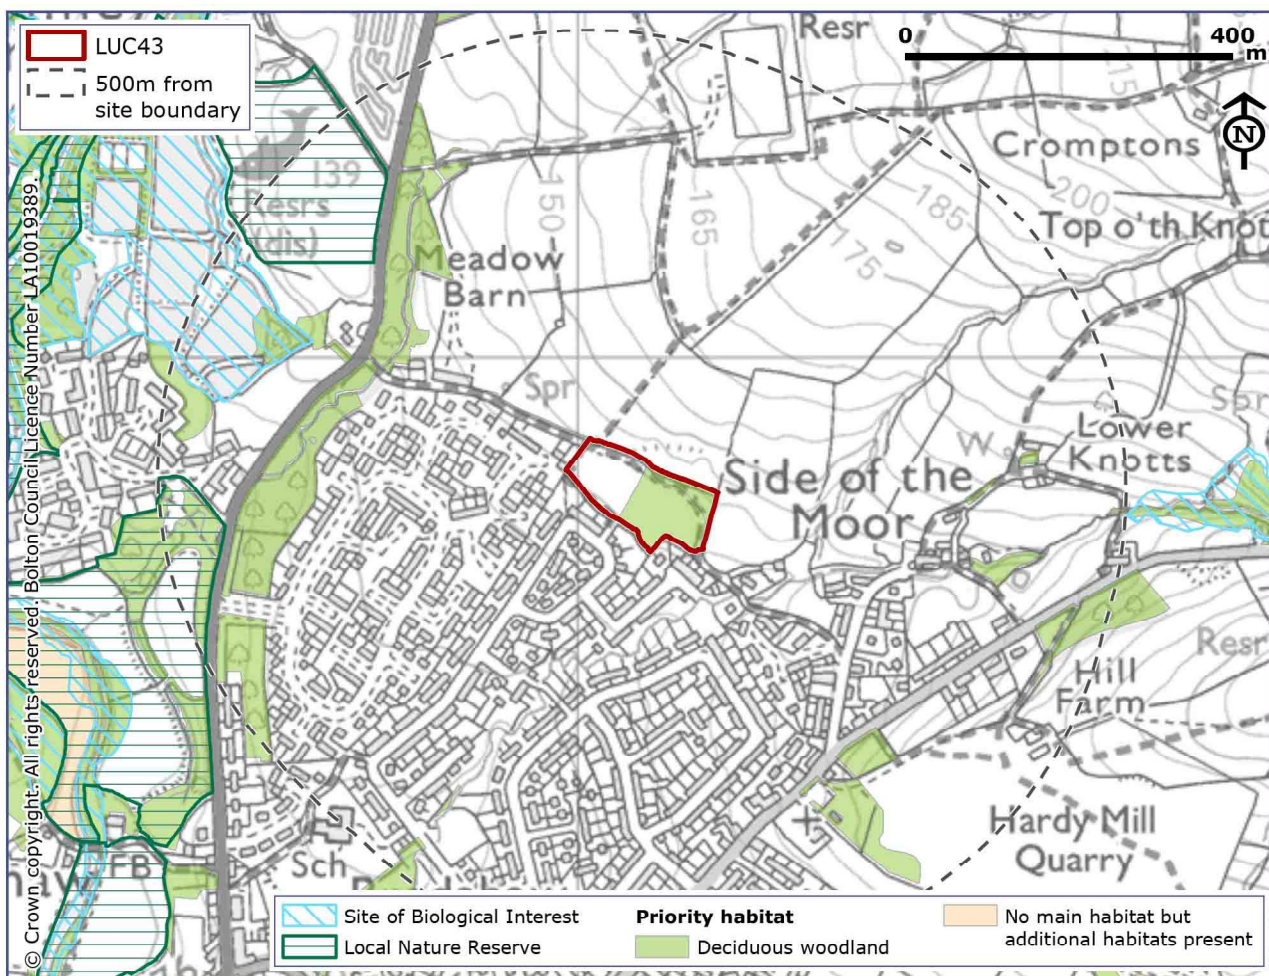 LUC43
500m from
site boundary
Resr
0
400
m
N
Cromptons
215
139
Resrs
(dis)
150
165
185
200
175
Top o'th Knot
Meadow
Barn
Spr
Spr
W
Lower
Knotts
Side of the
Moor
Resr
Hill
Farm
Hardy Mill
Quarry
FB
Sch
Site of Biological Interest
Local Nature Reserve
Priority habitat
Deciduous woodland
No main habitat but
additional habitats present
© Crown copyright. All rights reserved. Bolton Council Licence Number LA100019389.